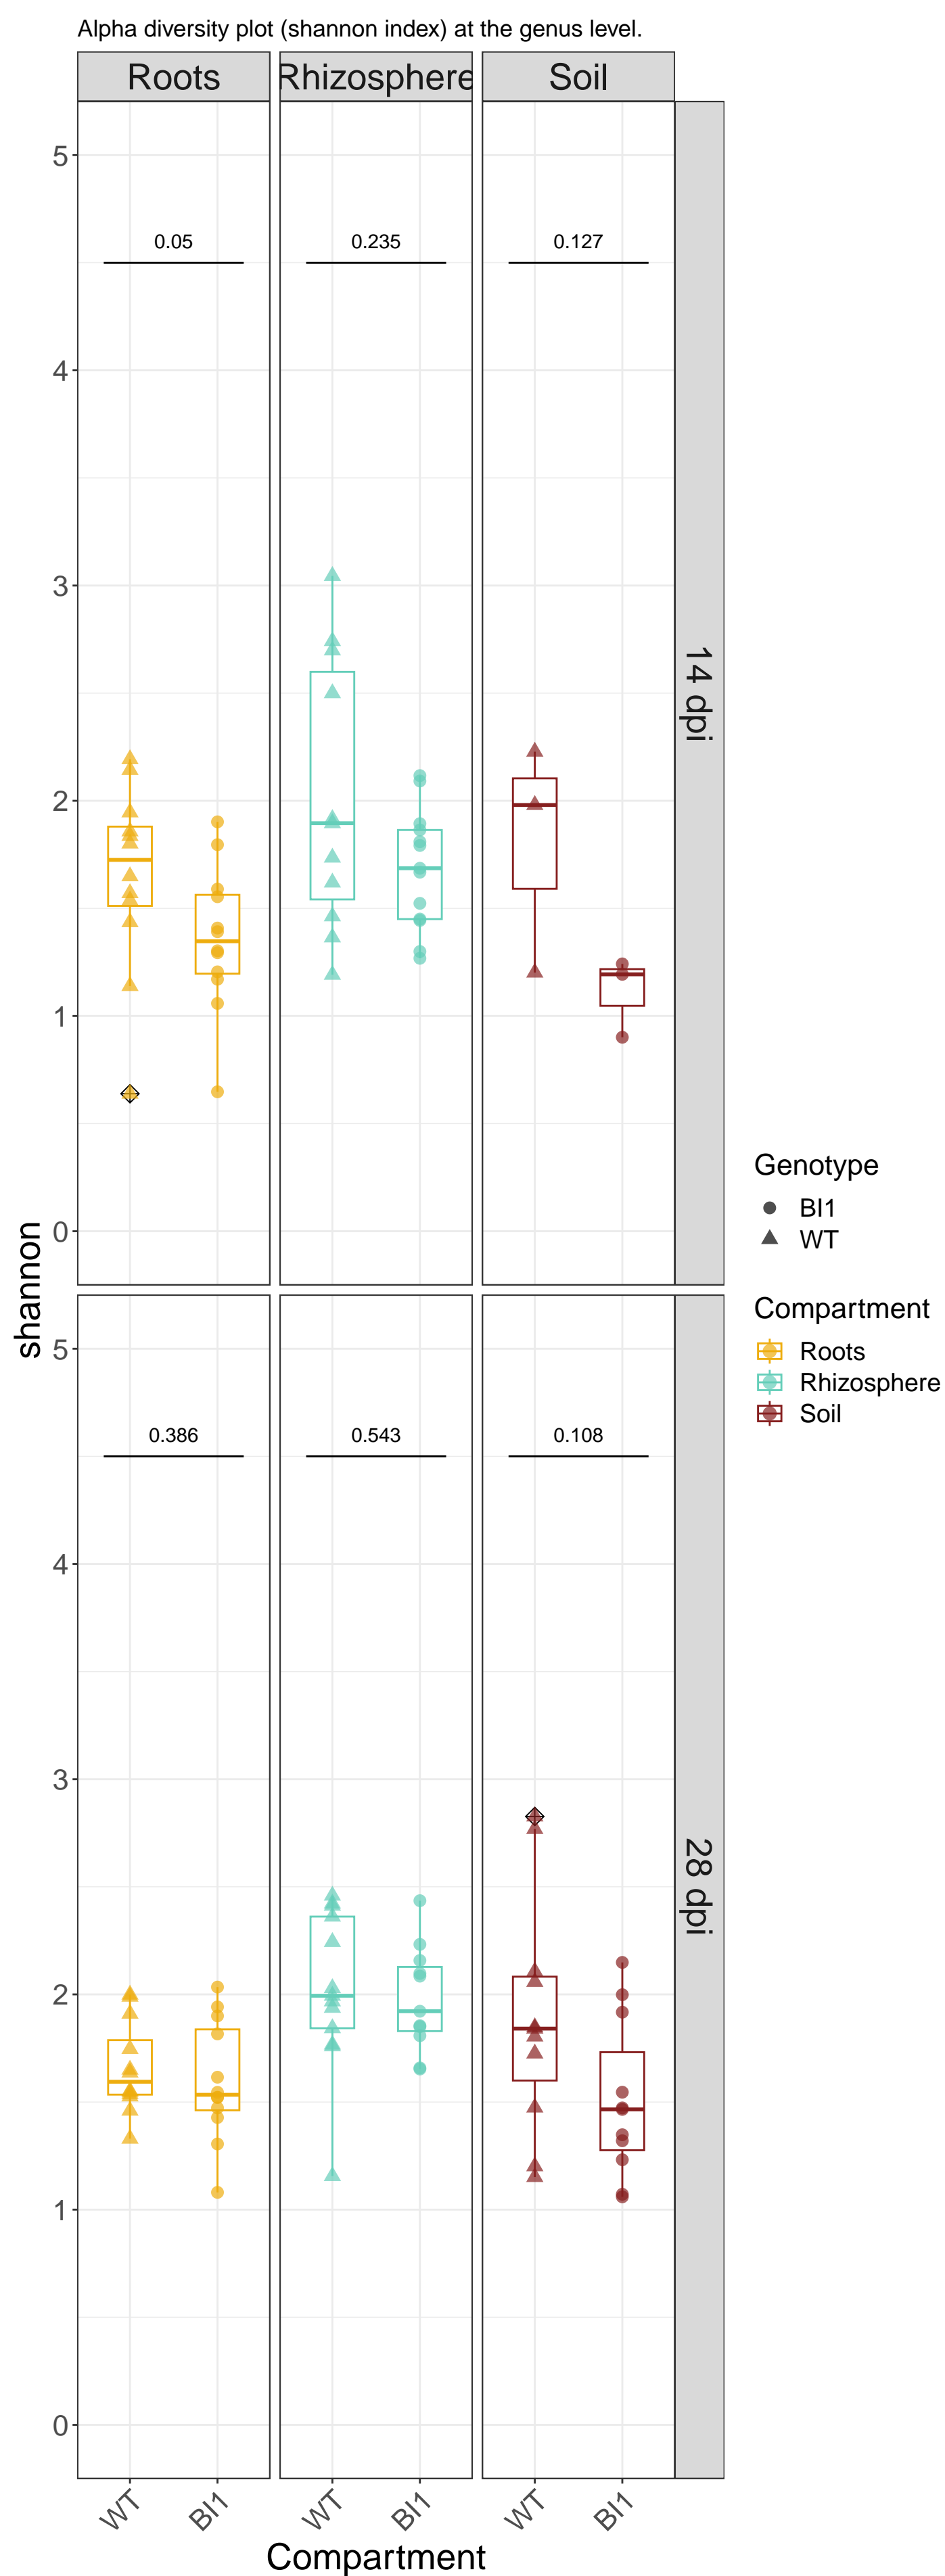 Alpha diversity plot (shannon index) at the genus level.
Roots
Rhizosphere
Soil
5
0.05
0.235
0.127
4
3
14 dpi
2
1
0
shannon
Genotype
BI1
WT
Compartment
Roots
Rhizosphere
Soil
5
0.386
0.543
0.108
4
3
28 dpi
2
1
0
WT
BI1
WT
BI1
WT
BI1
Compartment